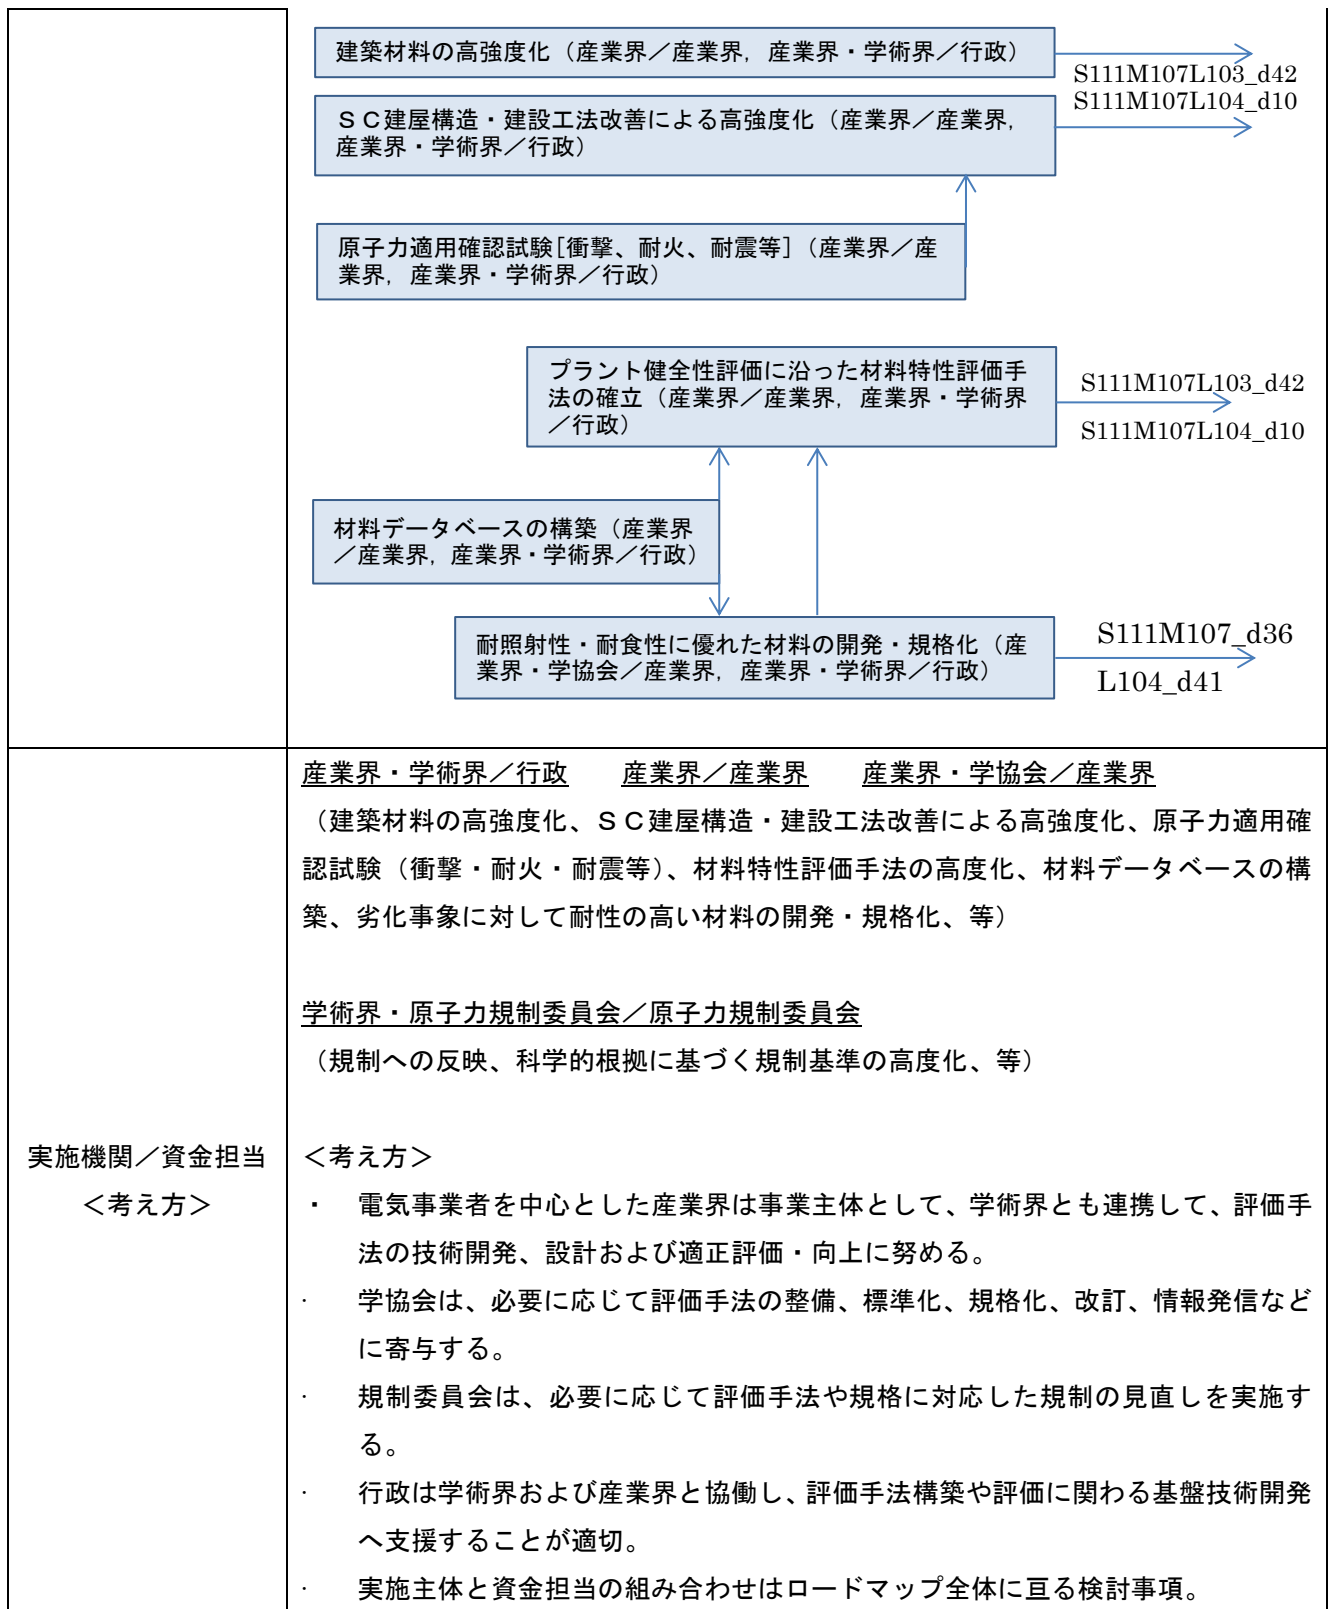 建築材料の高強度化（産業界／産業界，産業界・学術界／行政）
S111M107L103_d42
S111M107L104_d10
ＳＣ建屋構造・建設工法改善による高強度化（産業界／産業界，
産業界・学術界／行政）
原子力適用確認試験[衝撃、耐火、耐震等]（産業界／産
業界，産業界・学術界／行政）
プラント健全性評価に沿った材料特性評価手
法の確立（産業界／産業界，産業界・学術界
／行政）
S111M107L103_d42
S111M107L104_d10
材料データベースの構築（産業界
／産業界，産業界・学術界／行政）
耐照射性・耐食性に優れた材料の開発・規格化（産
業界・学協会／産業界，産業界・学術界／行政）
S111M107_d36
L104_d41
実施機関／資金担当
＜考え方＞
産業界・学術界／行政　産業界／産業界　産業界・学協会／産業界
（建築材料の高強度化、ＳＣ建屋構造・建設工法改善による高強度化、原子力適用確
認試験（衝撃・耐火・耐震等）、材料特性評価手法の高度化、材料データベースの構
築、劣化事象に対して耐性の高い材料の開発・規格化、等）
学術界・原子力規制委員会／原子力規制委員会
（規制への反映、科学的根拠に基づく規制基準の高度化、等）
＜考え方＞
・　電気事業者を中心とした産業界は事業主体として、学術界とも連携して、評価手
法の技術開発、設計および適正評価・向上に努める。
・　学協会は、必要に応じて評価手法の整備、標準化、規格化、改訂、情報発信など
に寄与する。
・　規制委員会は、必要に応じて評価手法や規格に対応した規制の見直しを実施す
る。
・　行政は学術界および産業界と協働し、評価手法構築や評価に関わる基盤技術開発
へ支援することが適切。
・　実施主体と資金担当の組み合わせはロードマップ全体に亘る検討事項。